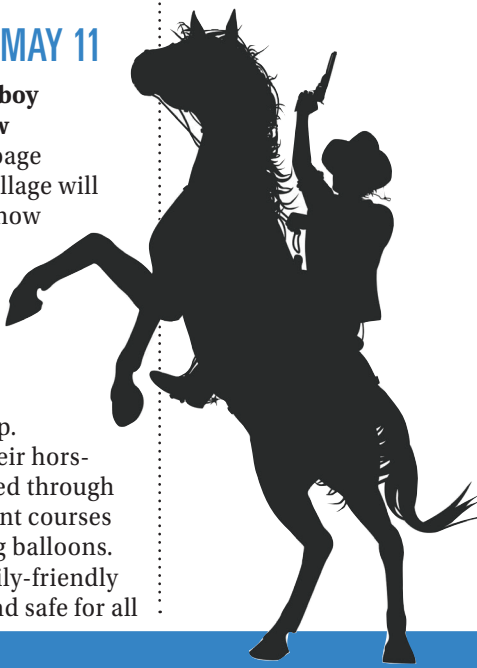 MAY 11
boy
w
page
llage will
how
p.
eir hors-
ed through
nt courses
g balloons.
ily-friendly
nd safe for all